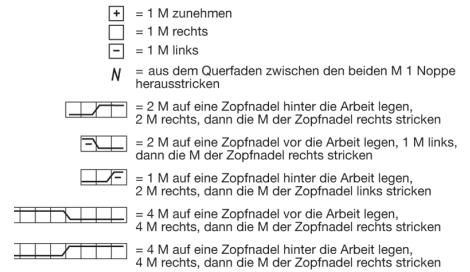 + = 1 M zunehmen
= 1 M rechts
– = 1 M links
N = aus dem Querfaden zwischen den beiden M 1 Noppe
herausstricken
= 2 M auf eine Zopfnadel hinter die Arbeit legen,
2 M rechts, dann die M der Zopfnadel rechts stricken
= 2 M auf eine Zopfnadel vor die Arbeit legen, 1 M links,
dann die M der Zopfnadel rechts stricken
= 1 M auf eine Zopfnadel hinter die Arbeit legen,
2 M rechts, dann die M der Zopfnadel links stricken
= 4 M auf eine Zopfnadel vor die Arbeit legen,
4 M rechts, dann die M der Zopfnadel rechts stricken
= 4 M auf eine Zopfnadel hinter die Arbeit legen,
4 M rechts, dann die M der Zopfnadel rechts stricken